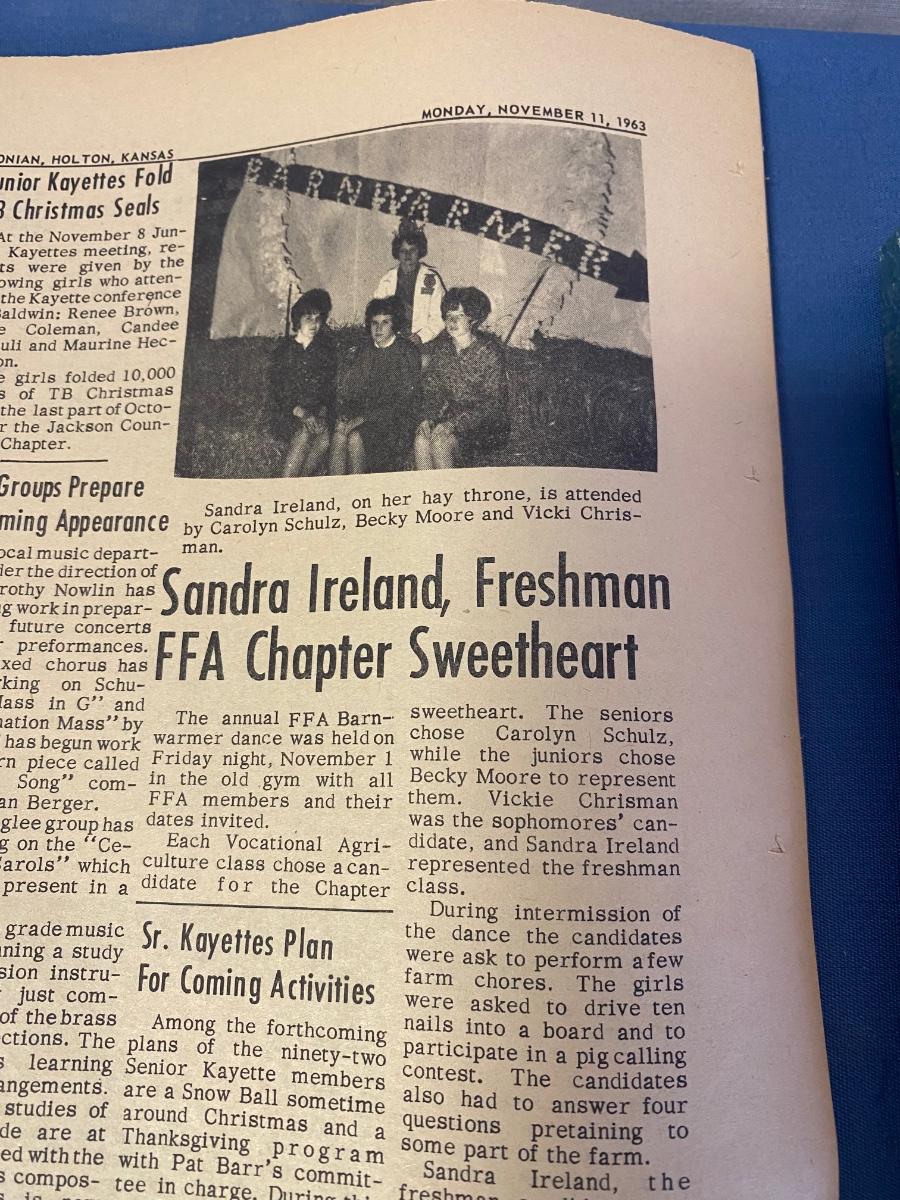 MONDAY, NOVEMBER 11, 1963
ONIAN, HOLTON, KANSAS
unior Kayettes Fold
B Christmas Seals
At the November 8 Jun-
Kayettes meeting, re-
ts were given by the
owing girls who atten-
the Kayette conference
Baldwin: Renee Brown,
e Coleman, Candee
uli and Maurine Hec-
on.
e girls folded 10,000
s of TB Christmas
the last part of Octo-
r the Jackson Coun-
Chapter.
Groups Prepare
ming Appearance
ocal music depart-
der the direction of
rothy Nowlin has
g work in prepar-
future concerts
r preformances.
xed chorus has
rking on Schu-
Mass in G" and
nation Mass" by
has begun work
rn piece called
Song" com-
an Berger.
glee group has
g on the "Ce-
Carols" which
present in a
grade music
nning a study
sion instru-
just com-
of the brass
ctions. The
s learning
angements.
studies of
de are at
ed with the
s compos-
BARNWARMER
Sandra Ireland, on her hay throne, is attended
by Carolyn Schulz, Becky Moore and Vicki Chris-
man.
Sandra Ireland, Freshman
FFA Chapter Sweetheart
The annual FFA Barn-
warmer dance was held on
Friday night, November 1
in the old gym with all
FFA members and their
dates invited.
Each Vocational Agri-
culture class chose a can-
didate for the Chapter
sweetheart. The seniors
chose Carolyn Schulz,
while the juniors chose
Becky Moore to represent
them. Vickie Chrisman
was the sophomores' can-
didate, and Sandra Ireland
represented the freshman
class.
During intermission of
the dance the candidates
were ask to perform a few
farm chores. The girls
were asked to drive ten
nails into a board and to
participate in a pig calling
contest. The candidates
also had to answer four
questions pretaining to
some part of the farm.
Sandra Ireland, the
Sr. Kayettes Plan
For Coming Activities
Among the forthcoming
plans of the ninety-two
Senior Kayette members
are a Snow Ball sometime
around Christmas and a
Thanksgiving program
with Pat Barr's commit-
tee in charge. During